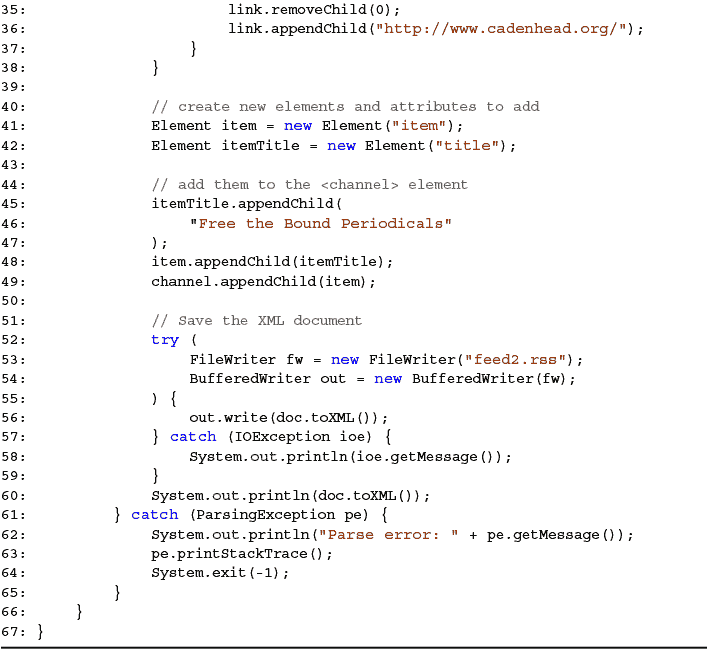 35:                     link.removeChild(0);
36:                     link.appendChild("http://www.cadenhead.org/");
37:                 }
38:             }
39:
40:             // create new elements and attributes to add
41:             Element item = new Element("item");
42:             Element itemTitle = new Element("title");
43:
44:             // add them to the <channel> element
45:             itemTitle.appendChild(
46:                 "Free the Bound Periodicals"
47:             );
48:             item.appendChild(itemTitle);
49:             channel.appendChild(item);
50:
51:             // Save the XML document
52:             try (
53:                 FileWriter fw = new FileWriter("feed2.rss");
54:                 BufferedWriter out = new BufferedWriter(fw);
55:             ) {
56:                 out.write(doc.toXML());
57:             } catch (IOException ioe) {
58:                 System.out.println(ioe.getMessage());
59:             }
60:             System.out.println(doc.toXML());
61:         } catch (ParsingException pe) {
62:             System.out.println("Parse error: " + pe.getMessage());
63:             pe.printStackTrace();
64:             System.exit(-1);
65:         }
66:     }
67: }